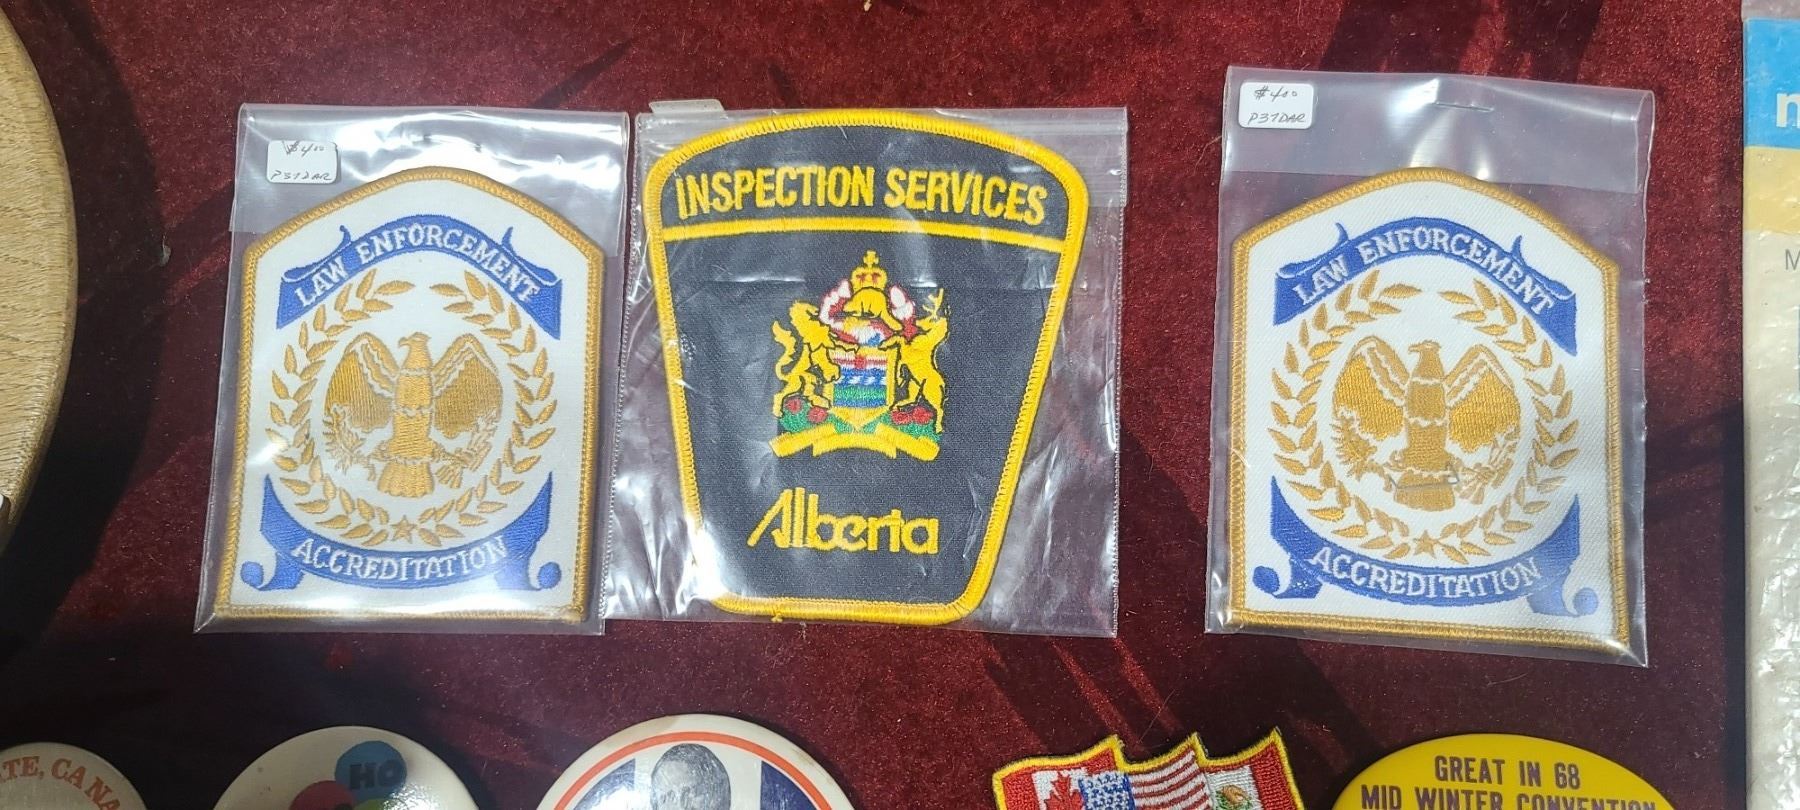 $4.00
P37DAR
LAW ENFORCEMENT
ACCREDITATION
INSPECTION SERVICES
Alberta
$4.00
P37DAR
LAW ENFORCEMENT
ACCREDITATION
HO
GREAT IN 68
MID WINTER CONVENTION